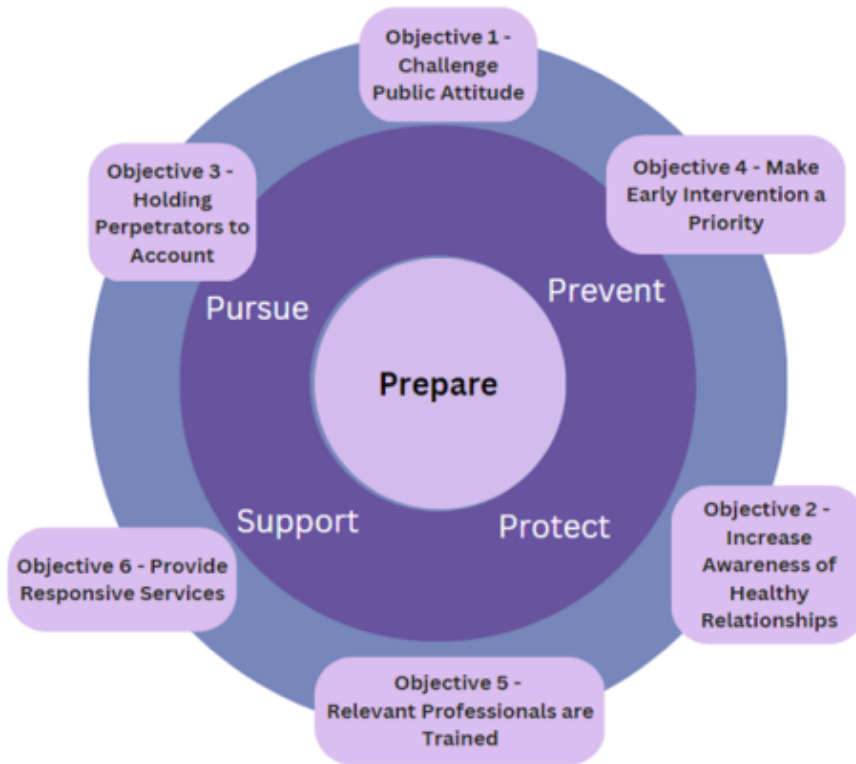 Objective 1 -
Challenge
Public Attitude
Objective 3 -
Holding
Perpetrators to
Account
Objective 4 - Make
Early Intervention a
Priority
Pursue
Prevent
Prepare
Support
Protect
Objective 6 - Provide
Responsive Services
Objective 2 -
Increase
Awareness of
Healthy
Relationships
Objective 5 -
Relevant Professionals are
Trained